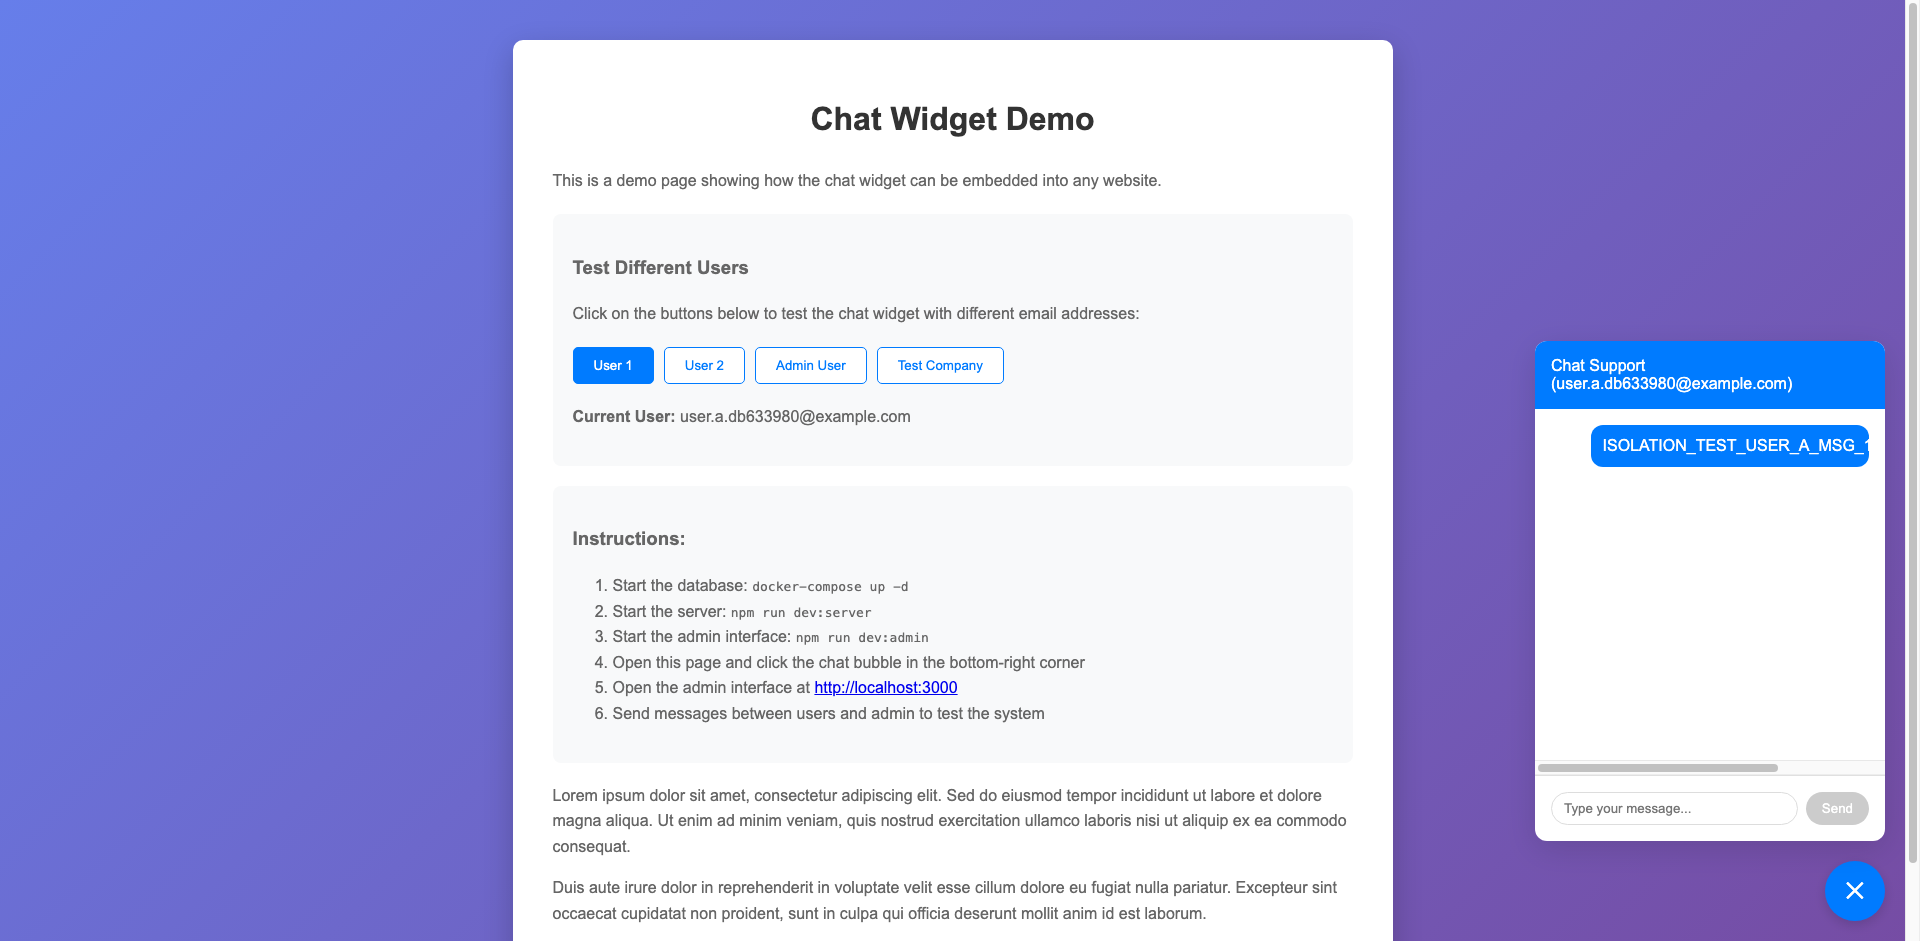 Chat Widget Demo
This is a demo page showing how the chat widget can be embedded into any website.
Test Different Users
Click on the buttons below to test the chat widget with different email addresses:
User 1 User 2 Admin User Test Company
Current User: user.a.db633980@example.com
Instructions:
1. Start the database: docker-compose up -d
2. Start the server: npm run dev:server
3. Start the admin interface: npm run dev:admin
4. Open this page and click the chat bubble in the bottom-right corner
5. Open the admin interface at http://localhost:3000
6. Send messages between users and admin to test the system
Lorem ipsum dolor sit amet, consectetur adipiscing elit. Sed do eiusmod tempor incididunt ut labore et dolore
magna aliqua. Ut enim ad minim veniam, quis nostrud exercitation ullamco laboris nisi ut aliquip ex ea commodo
consequat.
Duis aute irure dolor in reprehenderit in voluptate velit esse cillum dolore eu fugiat nulla pariatur. Excepteur sint
occaecat cupidatat non proident, sunt in culpa qui officia deserunt mollit anim id est laborum.
Chat Support
(user.a.db633980@example.com)
ISOLATION_TEST_USER_A_MSG_1
Type your message...
Send